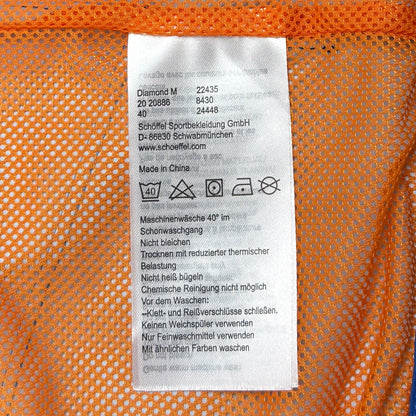 Diamond M 22435
20 20886 8430
40 24448
Schöffel Sportbekleidung GmbH
D- 86830 Schwabmünchen
www.schoeffel.com
Made in China
40
Maschinenwäsche 40° im
Schonwaschgang
Nicht bleichen
Trocknen mit reduzierter thermischer
Belastung
Nicht heiß bügeln
Chemische Reinigung nicht möglich
Vor dem Waschen:
--Klett- und Reißverschlüsse schließen.
Keinen Weichspüler verwenden
Nur Feinwaschmittel verwenden
Mit ähnlichen Farben waschen